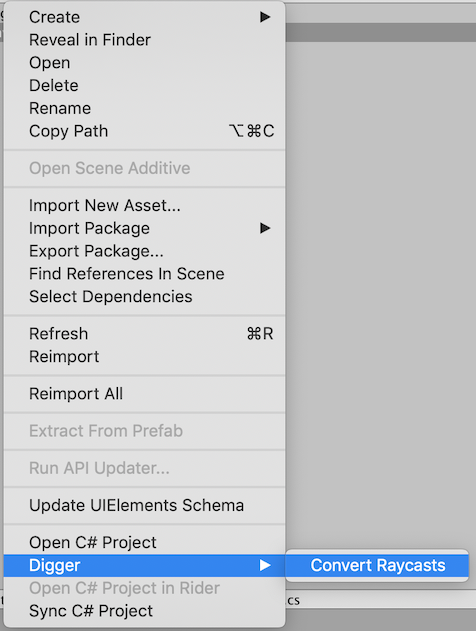 Create
Reveal in Finder
Open
Delete
Rename
Copy Path ⌥⌘C
Open Scene Additive
Import New Asset...
Import Package
Export Package...
Find References In Scene
Select Dependencies
Refresh ⌘R
Reimport
Reimport All
Extract From Prefab
Run API Updater...
Update UIElements Schema
Open C# Project
Digger
Convert Raycasts
Open C# Project in Rider
cs
Sync C# Project